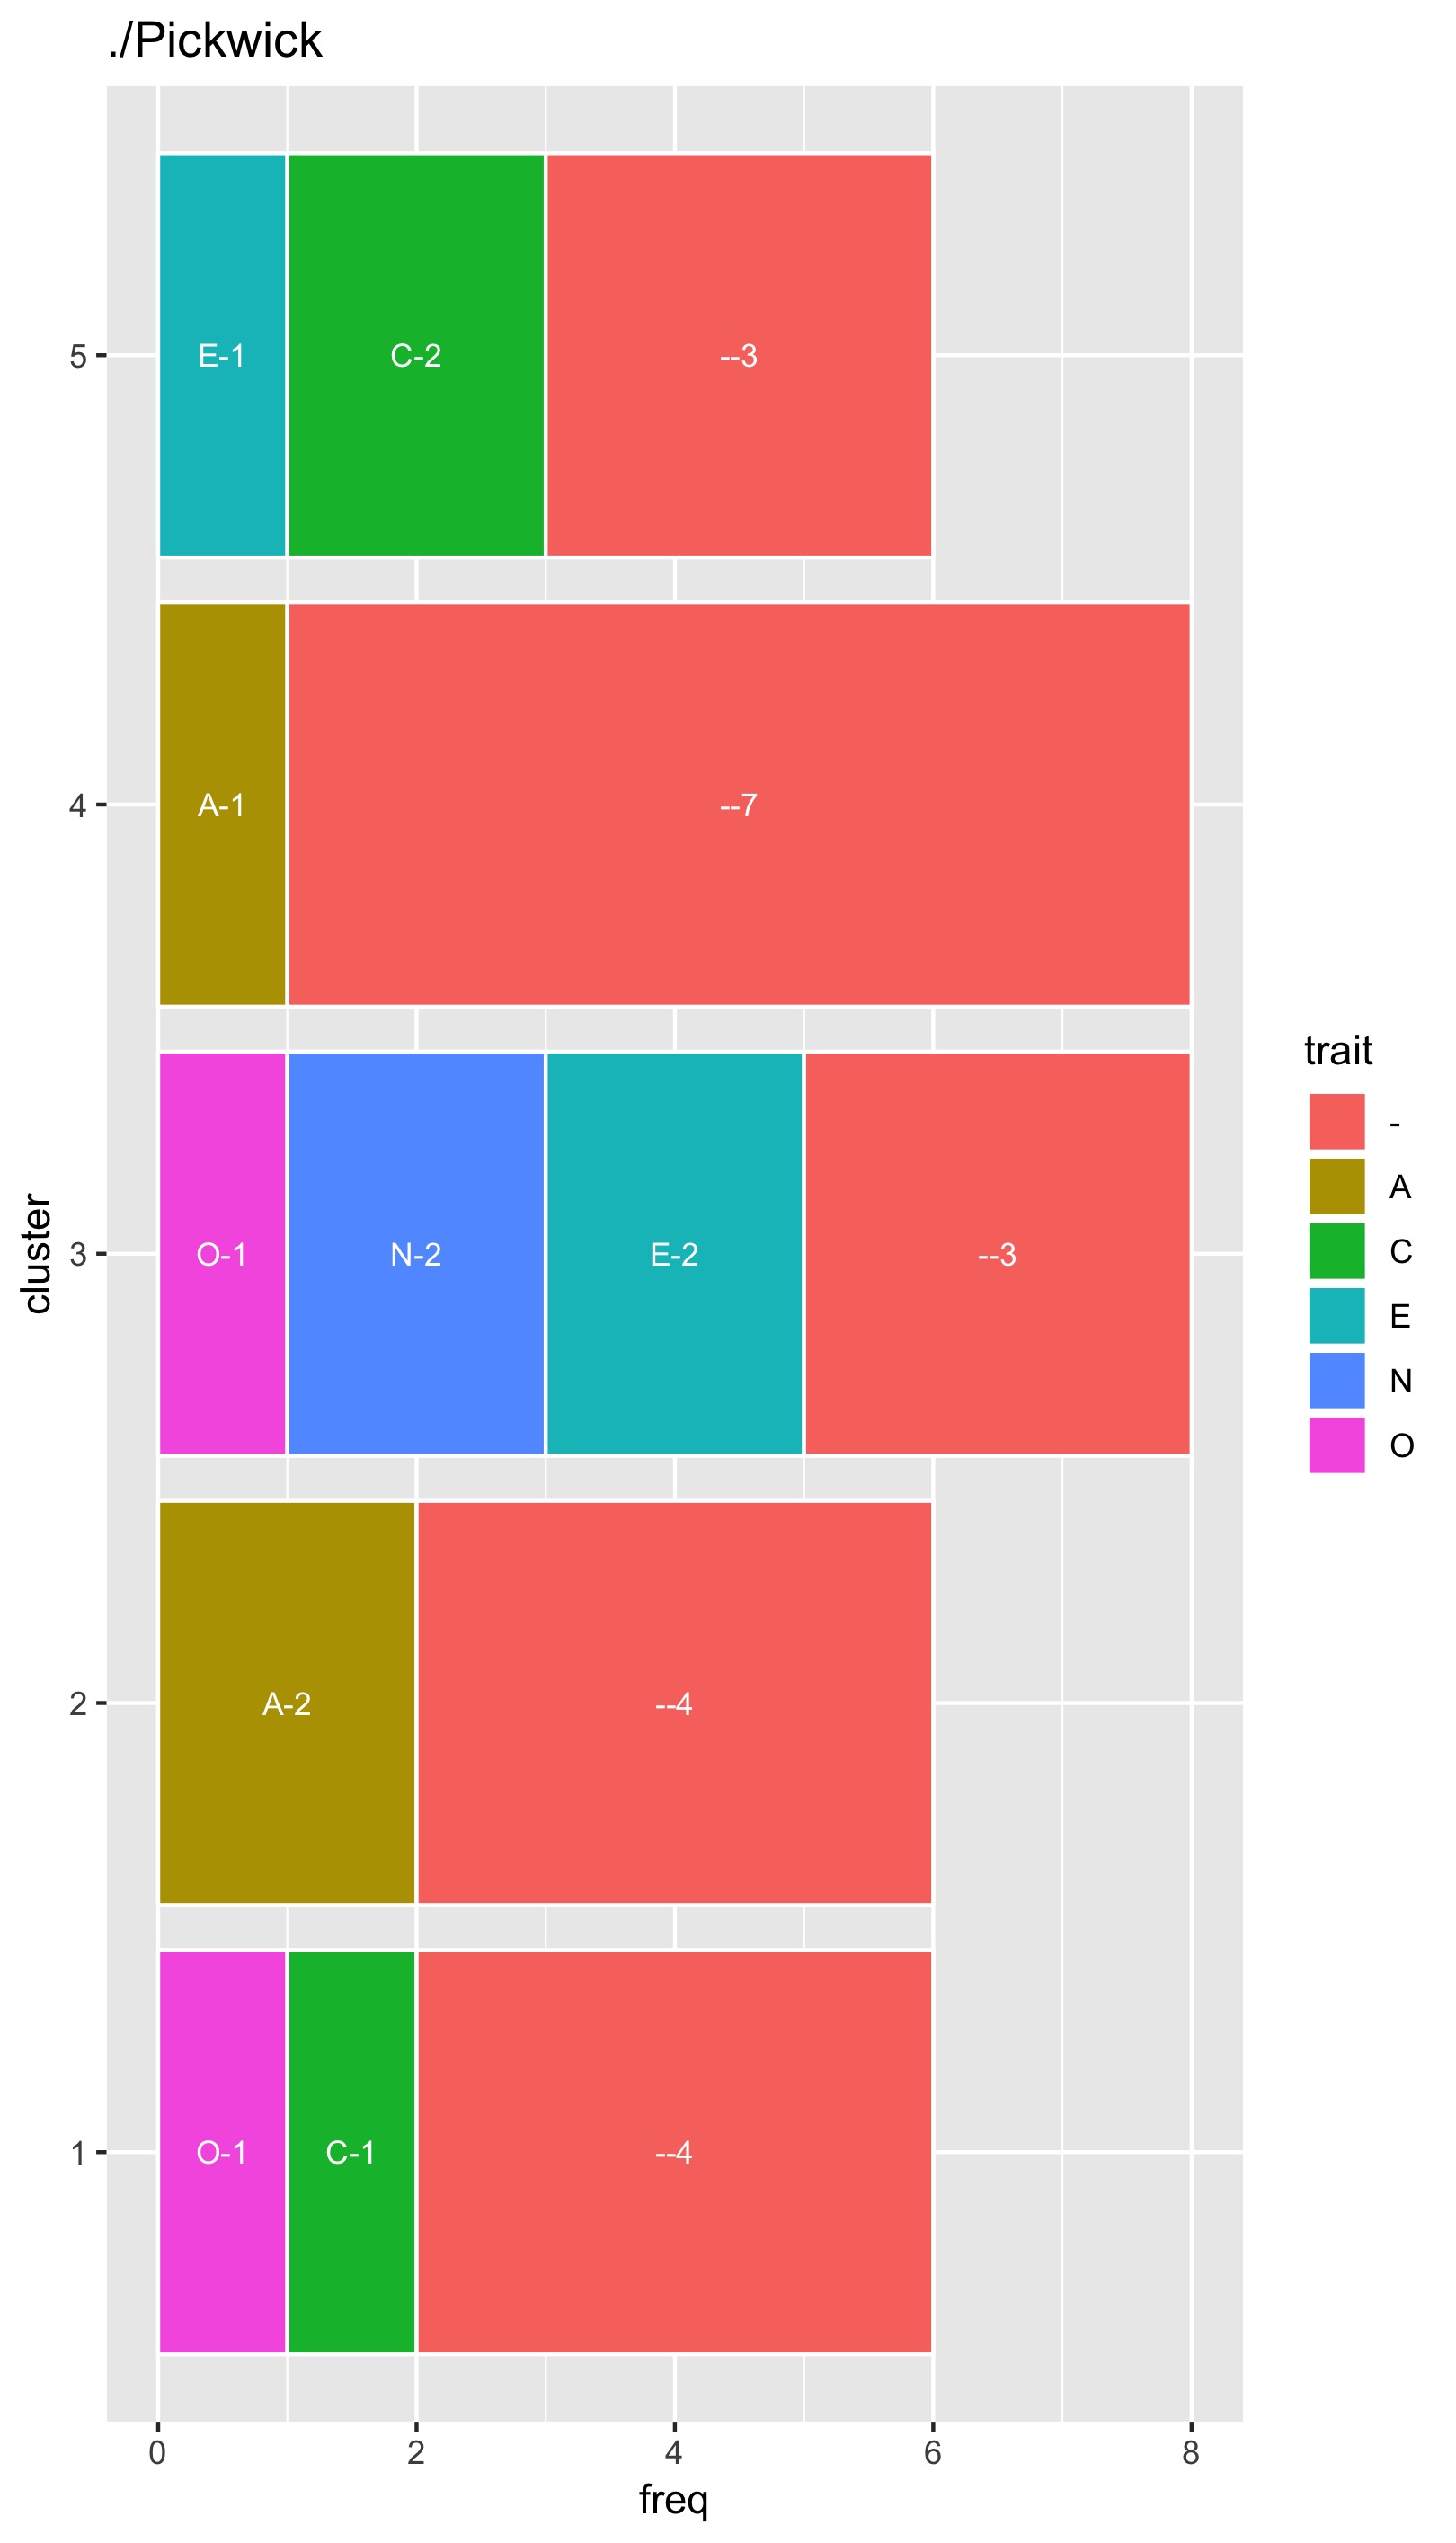 ./Pickwick
5
E-1 C-2 --3
4
A-1 --7
3
O-1 N-2 E-2 --3
2
A-2 --4
1
O-1 C-1 --4
cluster
0 2 4 6 8
freq
trait
-
A
C
E
N
O